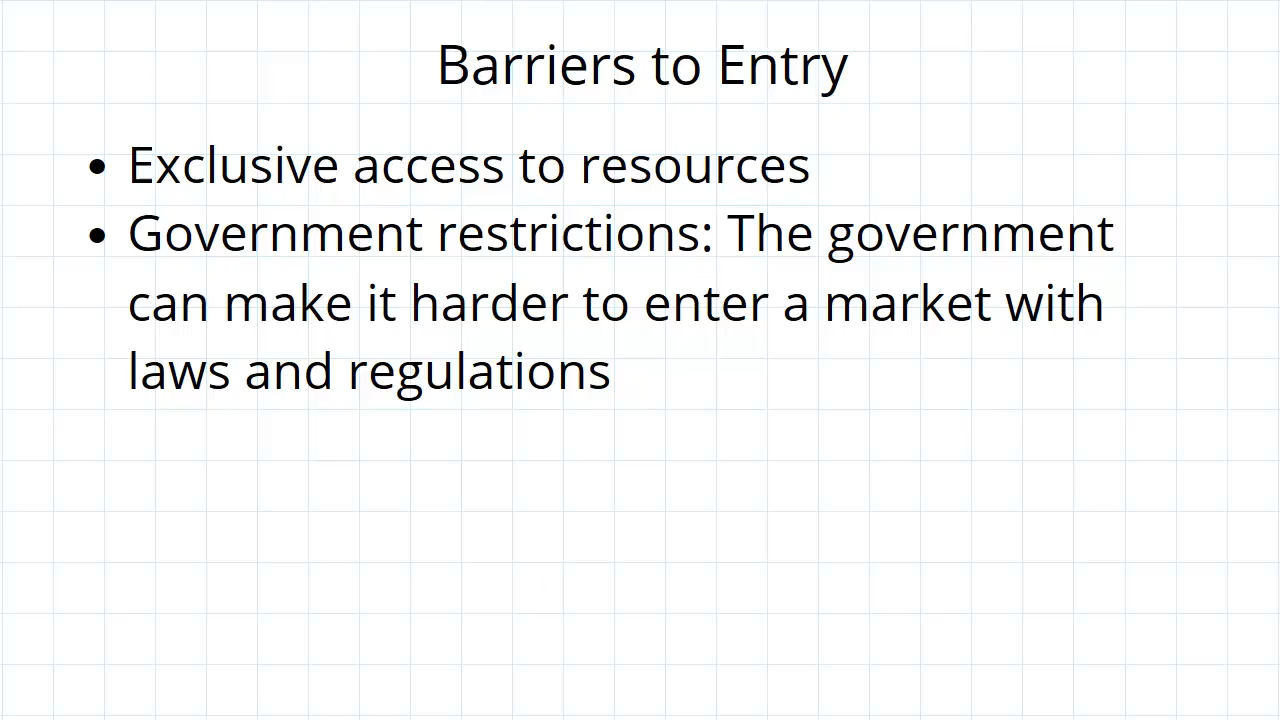 Barriers to Entry
• Exclusive access to resources
• Government restrictions: The government
can make it harder to enter a market with
laws and regulations